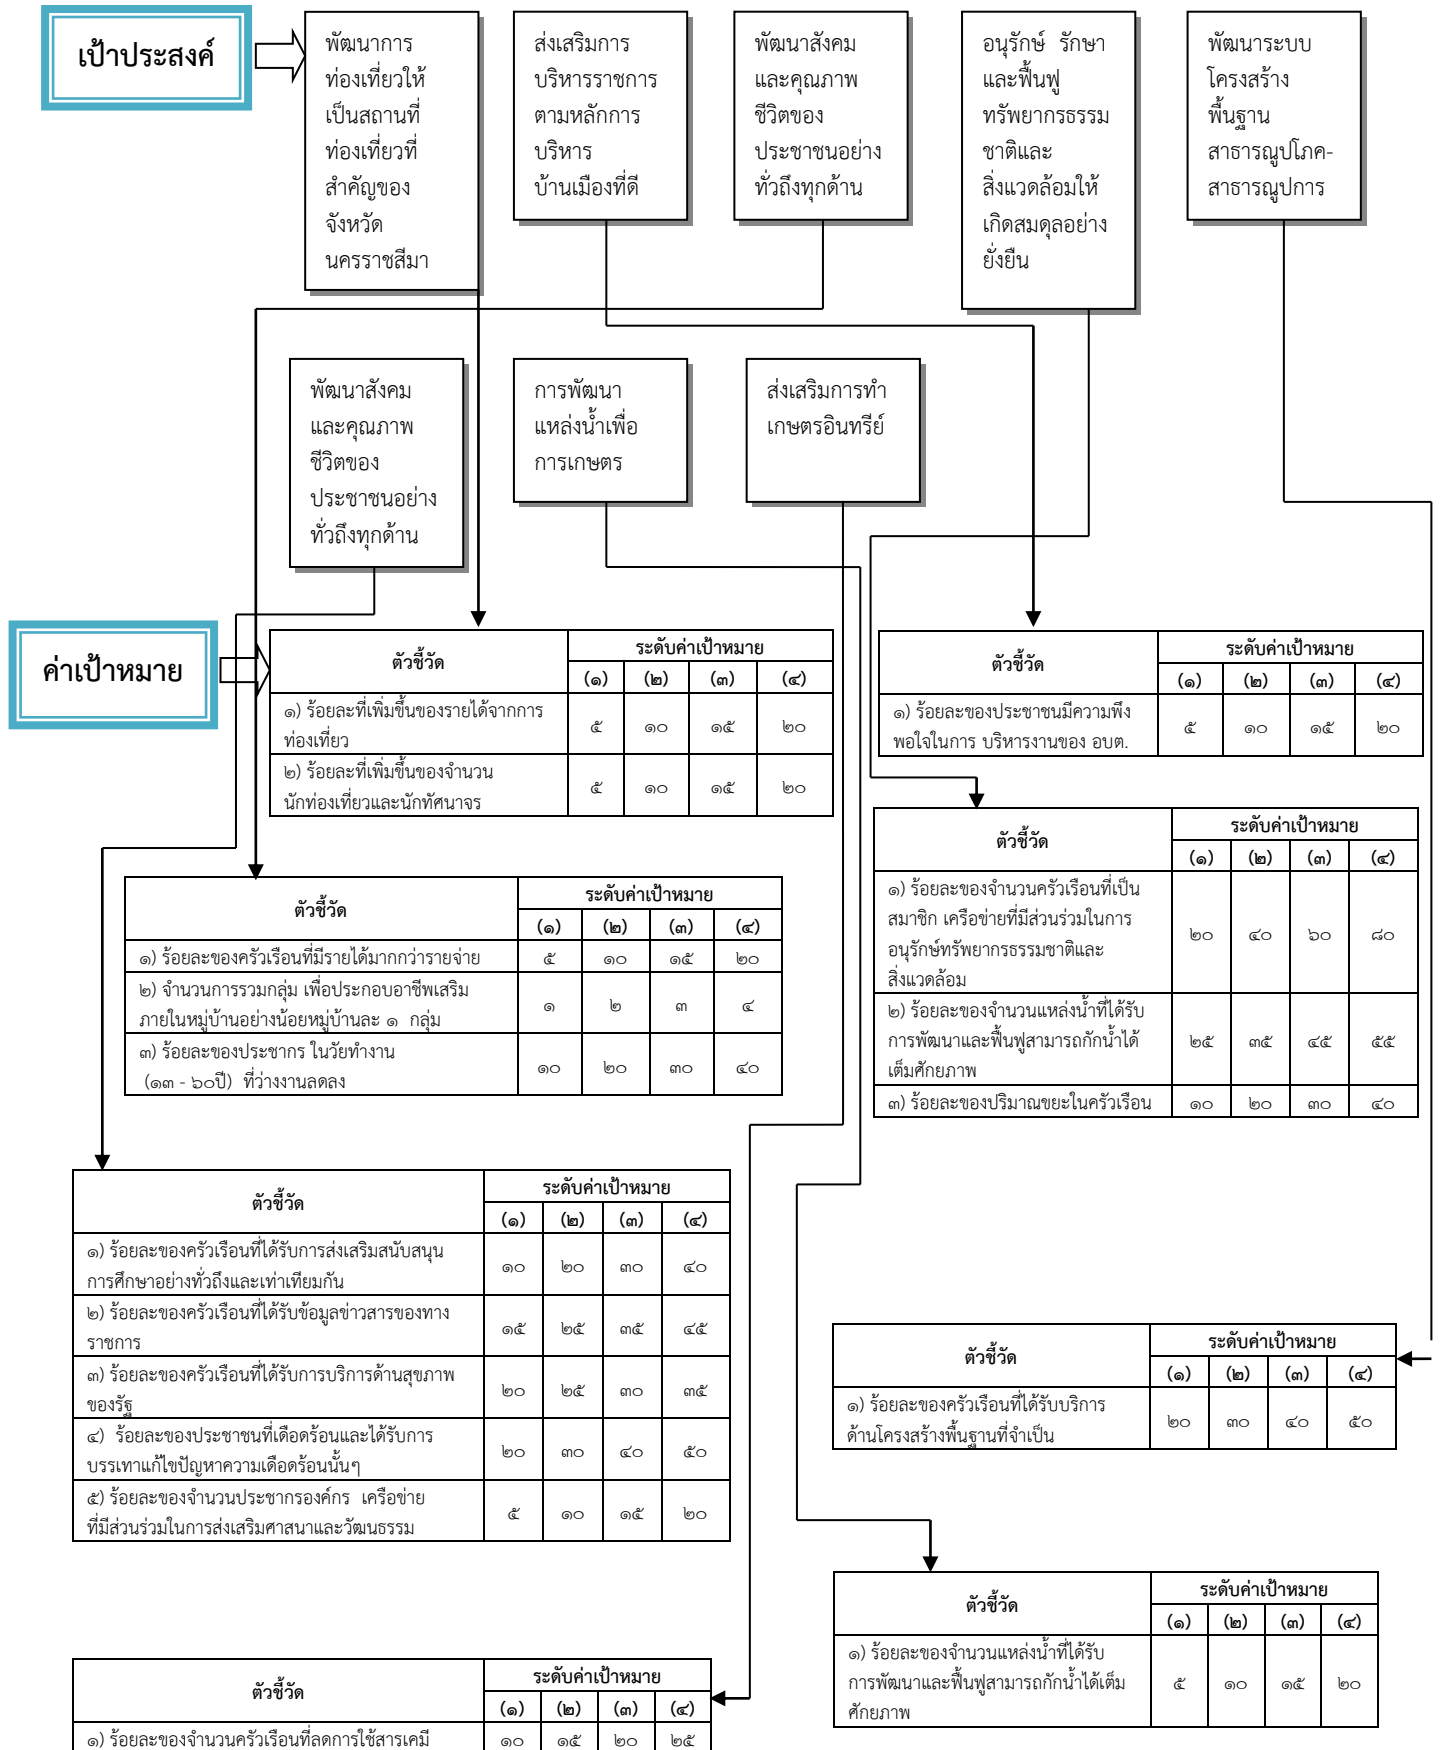 เป้าประสงค์
พัฒนาการ
ท่องเที่ยวให้
เป็นสถานที่
ท่องเที่ยวที่
สำคัญของ
จังหวัด
นครราชสีมา
ส่งเสริมการ
บริหารราชการ
ตามหลักการ
บริหาร
บ้านเมืองที่ดี
พัฒนาสังคม
และคุณภาพ
ชีวิตของ
ประชาชนอย่าง
ทั่วถึงทุกด้าน
อนุรักษ์ รักษา
และฟื้นฟู
ทรัพยากรธรรม
ชาติและ
สิ่งแวดล้อมให้
เกิดสมดุลอย่าง
ยั่งยืน
พัฒนาระบบ
โครงสร้าง
พื้นฐาน
สาธารณูปโภค-
สาธารณูปการ
พัฒนาสังคม
และคุณภาพ
ชีวิตของ
ประชาชนอย่าง
ทั่วถึงทุกด้าน
การพัฒนา
แหล่งน้ำเพื่อ
การเกษตร
ส่งเสริมการทำ
เกษตรอินทรีย์
ค่าเป้าหมาย
ตัวชี้วัด ระดับค่าเป้าหมาย
(๑) (๒) (๓) (๔)
๑) ร้อยละที่เพิ่มขึ้นของรายได้จากการ
ท่องเที่ยว
๕ ๑๐ ๑๕ ๒๐
๒) ร้อยละที่เพิ่มขึ้นของจำนวน
นักท่องเที่ยวและนักทัศนาจร
๕ ๑๐ ๑๕ ๒๐
ตัวชี้วัด ระดับค่าเป้าหมาย
(๑) (๒) (๓) (๔)
๑) ร้อยละของประชาชนมีความพึง
พอใจในการ บริหารงานของ อบต.
๕ ๑๐ ๑๕ ๒๐
ตัวชี้วัด ระดับค่าเป้าหมาย
(๑) (๒) (๓) (๔)
๑) ร้อยละของจำนวนครัวเรือนที่เป็น
สมาชิก เครือข่ายที่มีส่วนร่วมในการ
อนุรักษ์ทรัพยากรธรรมชาติและ
สิ่งแวดล้อม
๒๐ ๔๐ ๖๐ ๘๐
๒) ร้อยละของจำนวนแหล่งน้ำที่ได้รับ
การพัฒนาและฟื้นฟูสามารถกักน้ำได้
เต็มศักยภาพ
๒๕ ๓๕ ๔๕ ๕๕
๓) ร้อยละของปริมาณขยะในครัวเรือน ๑๐ ๒๐ ๓๐ ๔๐
ตัวชี้วัด ระดับค่าเป้าหมาย
(๑) (๒) (๓) (๔)
๑) ร้อยละของครัวเรือนที่มีรายได้มากกว่ารายจ่าย ๕ ๑๐ ๑๕ ๒๐
๒) จำนวนการรวมกลุ่ม เพื่อประกอบอาชีพเสริม
ภายในหมู่บ้านอย่างน้อยหมู่บ้านละ ๑ กลุ่ม
๑ ๒ ๓ ๔
๓) ร้อยละของประชากร ในวัยทำงาน
(๑๓ - ๖๐ปี) ที่ว่างงานลดลง
๑๐ ๒๐ ๓๐ ๔๐
ตัวชี้วัด ระดับค่าเป้าหมาย
(๑) (๒) (๓) (๔)
๑) ร้อยละของครัวเรือนที่ได้รับการส่งเสริมสนับสนุน
การศึกษาอย่างทั่วถึงและเท่าเทียมกัน
๑๐ ๒๐ ๓๐ ๔๐
๒) ร้อยละของครัวเรือนที่ได้รับข้อมูลข่าวสารของทาง
ราชการ
๑๕ ๒๕ ๓๕ ๔๕
๓) ร้อยละของครัวเรือนที่ได้รับการบริการด้านสุขภาพ
ของรัฐ
๒๐ ๒๕ ๓๐ ๓๕
๔) ร้อยละของประชาชนที่เดือดร้อนและได้รับการ
บรรเทาแก้ไขปัญหาความเดือดร้อนนั้นๆ
๒๐ ๓๐ ๔๐ ๕๐
๕) ร้อยละของจำนวนประชากรองค์กร เครือข่าย
ที่มีส่วนร่วมในการส่งเสริมศาสนาและวัฒนธรรม
๕ ๑๐ ๑๕ ๒๐
ตัวชี้วัด ระดับค่าเป้าหมาย
(๑) (๒) (๓) (๔)
๑) ร้อยละของครัวเรือนที่ได้รับบริการ
ด้านโครงสร้างพื้นฐานที่จำเป็น
๒๐ ๓๐ ๔๐ ๕๐
ตัวชี้วัด ระดับค่าเป้าหมาย
(๑) (๒) (๓) (๔)
๑) ร้อยละของจำนวนแหล่งน้ำที่ได้รับ
การพัฒนาและฟื้นฟูสามารถกักน้ำได้เต็ม
ศักยภาพ
๕ ๑๐ ๑๕ ๒๐
ตัวชี้วัด ระดับค่าเป้าหมาย
(๑) (๒) (๓) (๔)
๑) ร้อยละของจำนวนครัวเรือนที่ลดการใช้สารเคมี ๑๐ ๑๕ ๒๐ ๒๕